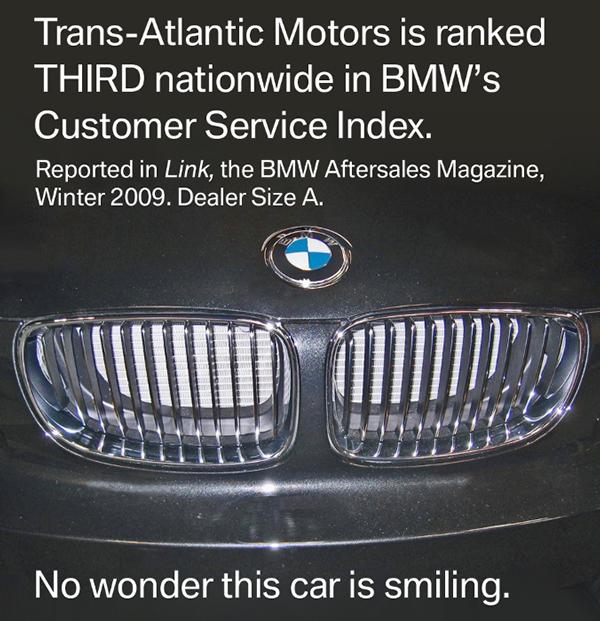 Trans-Atlantic Motors is ranked
THIRD nationwide in BMW's
Customer Service Index.
Reported in Link, the BMW Aftersales Magazine,
Winter 2009. Dealer Size A.
BMW
No wonder this car is smiling.